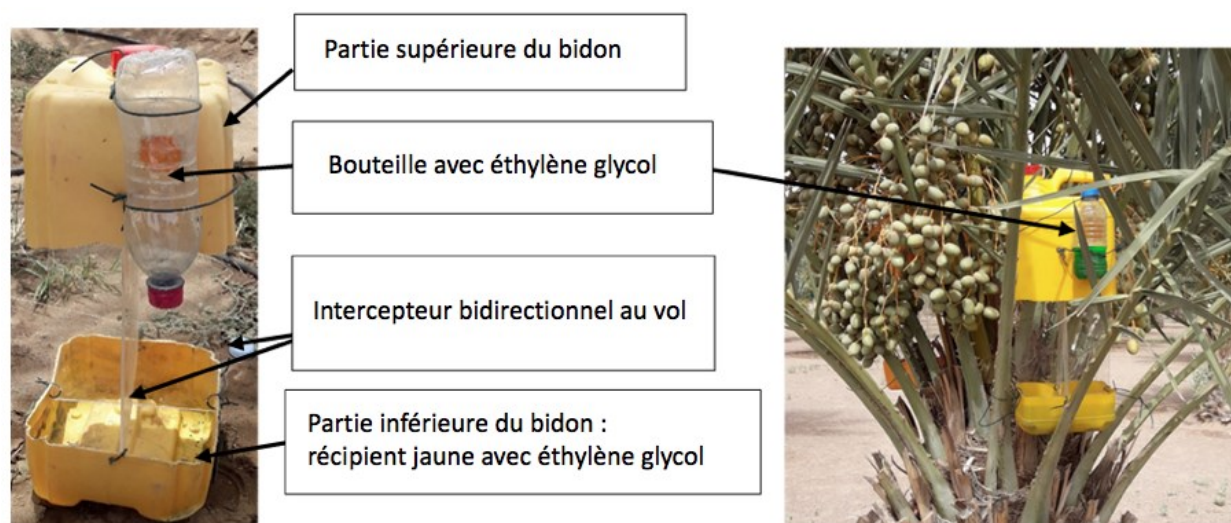 Partie supérieure du bidon
Bouteille avec éthylène glycol
Intercepteur bidirectionnel au vol
Partie inférieure du bidon :
récipient jaune avec éthylène glycol